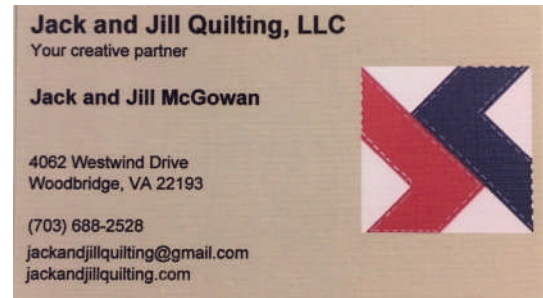 Jack and Jill Quilting, LLC
Your creative partner
Jack and Jill McGowan
4062 Westwind Drive
Woodbridge, VA 22193
(703) 688-2528
jackandjillquilting@gmail.com
jackandjillquilting.com